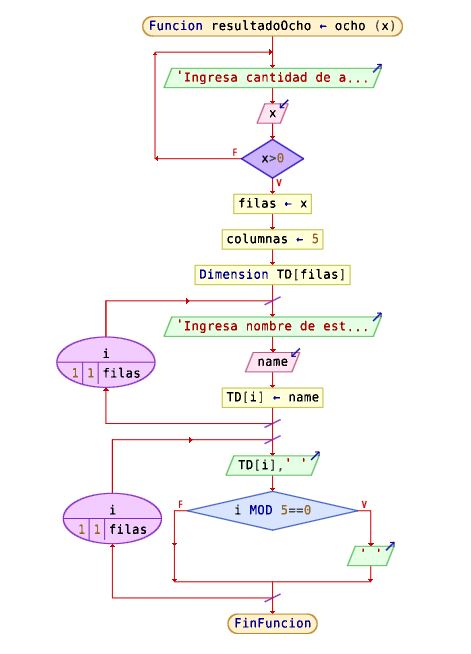 Funcion resultadoOcho ← ocho (x)
'Ingresa cantidad de a...
x
x>0
F
V
filas ← x
columnas ← 5
Dimension TD[filas]
'Ingresa nombre de est...
i
1 1 filas
name
TD[i] ← name
TD[i],' '
i
1 1 filas
F
i MOD 5==0
V
' '
FinFuncion